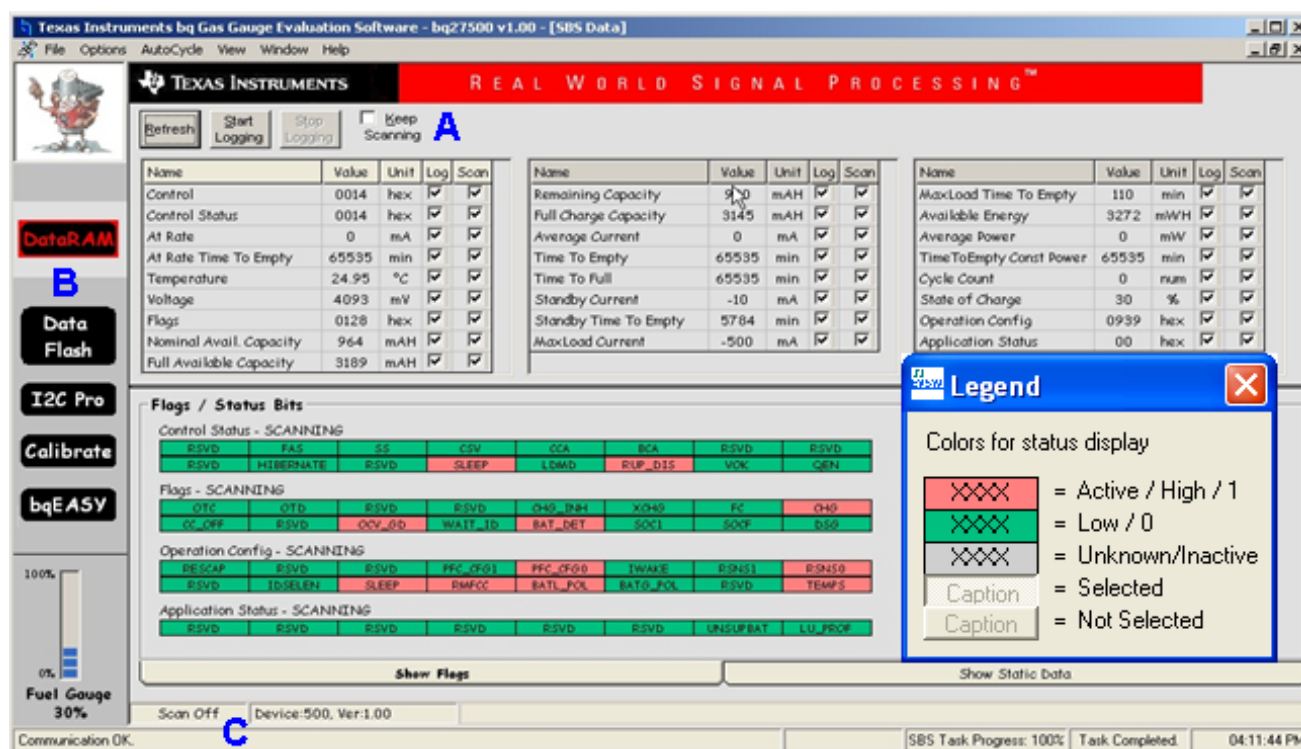 Texas Instruments bq Gas Gauge Evaluation Software - bq27500 v1.00 - [SBS Data]
File Options AutoCycle View Window Help
TEXAS INSTRUMENTS
REAL WORLD SIGNAL PROCESSING™
Refresh
Start Logging
Stop Logging
Keep Scanning
A
Name Value Unit Log Scan
Control 0014 hex
Control Status 0014 hex
At Rate 0 mA
At Rate Time To Empty 65535 min
Temperature 24.95 °C
Voltage 4093 mV
Flags 0128 hex
Nominal Avail. Capacity 964 mAH
Full Available Capacity 3189 mAH
Name Value Unit Log Scan
Remaining Capacity mAH
Full Charge Capacity 3145 mAH
Average Current 0 mA
Time To Empty 65535 min
Time To Full 65535 min
Standby Current -10 mA
Standby Time To Empty 5784 min
MaxLoad Current -500 mA
Name Value Unit Log Scan
MaxLoad Time To Empty 110 min
Available Energy 3272 mWH
Average Power 0 mW
TimeToEmpty Const Power 65535 min
Cycle Count 0 num
State of Charge 30 %
Operation Config 0939 hex
Application Status 00 hex
DataRAM
B
Data Flash
I2C Pro
Calibrate
bqEASY
100%
0%
Fuel Gauge
30%
Flags / Status Bits
Control Status - SCANNING
RSVD FAS SS CSV CCA BCA RSVD RSVD
RSVD HIBERNATE RSVD SLEEP LDMD RUP_DIS VOK QEN
Flags - SCANNING
OTC OTD RSVD RSVD CHG_INH XCHG FC CHG
CC_OFF RSVD OCV_GD WAIT_ID BAT_DET SOC1 SOCF DSG
Operation Config - SCANNING
RESCAP RSVD RSVD PFC_CFG1 PFC_CFG0 IWAKE RSNS1 RSNS0
RSVD IDSELEN SLEEP RMFCC BATL_POL BATG_POL RSVD TEMPS
Application Status - SCANNING
RSVD RSVD RSVD RSVD RSVD RSVD UNSUPBAT LU_PROF
Legend
Colors for status display
XXXX = Active / High / 1
XXXX = Low / 0
XXXX = Unknown/Inactive
Caption = Selected
Caption = Not Selected
Show Flags
Show Static Data
Scan Off
C
Device:500, Ver:1.00
Communication OK.
SBS Task Progress: 100%
Task Completed.
04:11:44 PM